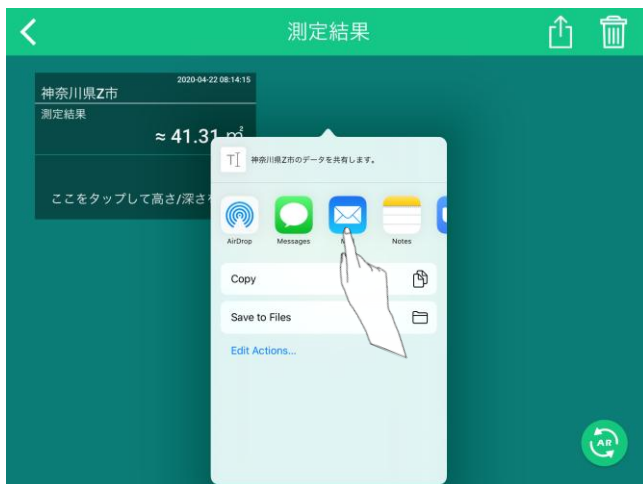 測定結果
2020-04-22 08:14:15
神奈川県Z市
測定結果
≈ 41.31 ㎡
ここをタップして高さ/深さ
神奈川県Z市のデータを共有します。
AirDrop
Messages
Notes
Copy
Save to Files
Edit Actions...
AR